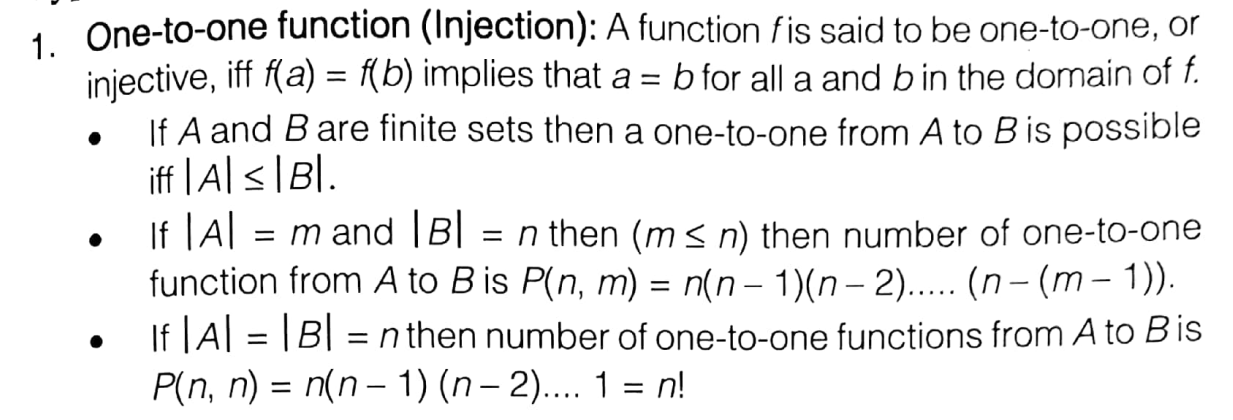 1. One-to-one function (Injection): A function f is said to be one-to-one, or
injective, iff f(a) = f(b) implies that a = b for all a and b in the domain of f.
• If A and B are finite sets then a one-to-one from A to B is possible
iff |A| ≤ |B|.
• If |A| = m and |B| = n then (m ≤ n) then number of one-to-one
function from A to B is P(n, m) = n(n – 1)(n – 2)..... (n – (m – 1)).
• If |A| = |B| = n then number of one-to-one functions from A to B is
P(n, n) = n(n – 1) (n – 2).... 1 = n!